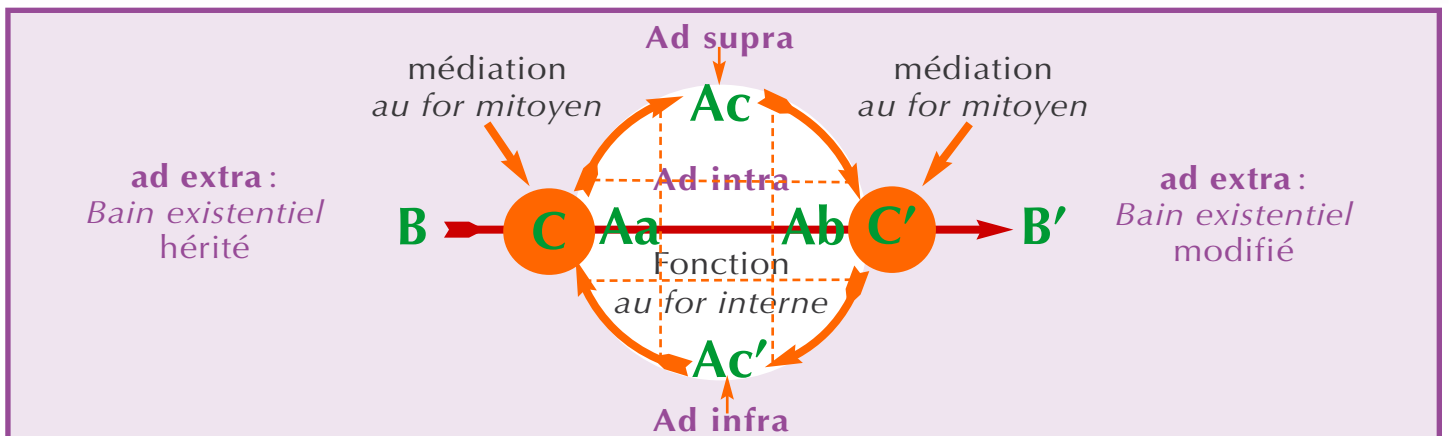 Ad supra
médiation
au for mitoyen
médiation
au for mitoyen
Ac
ad extra :
Bain existentiel
hérité
Ad intra
ad extra :
Bain existentiel
modifié
B C Aa Ab C′ B′
Fonction
au for interne
Ac′
Ad infra